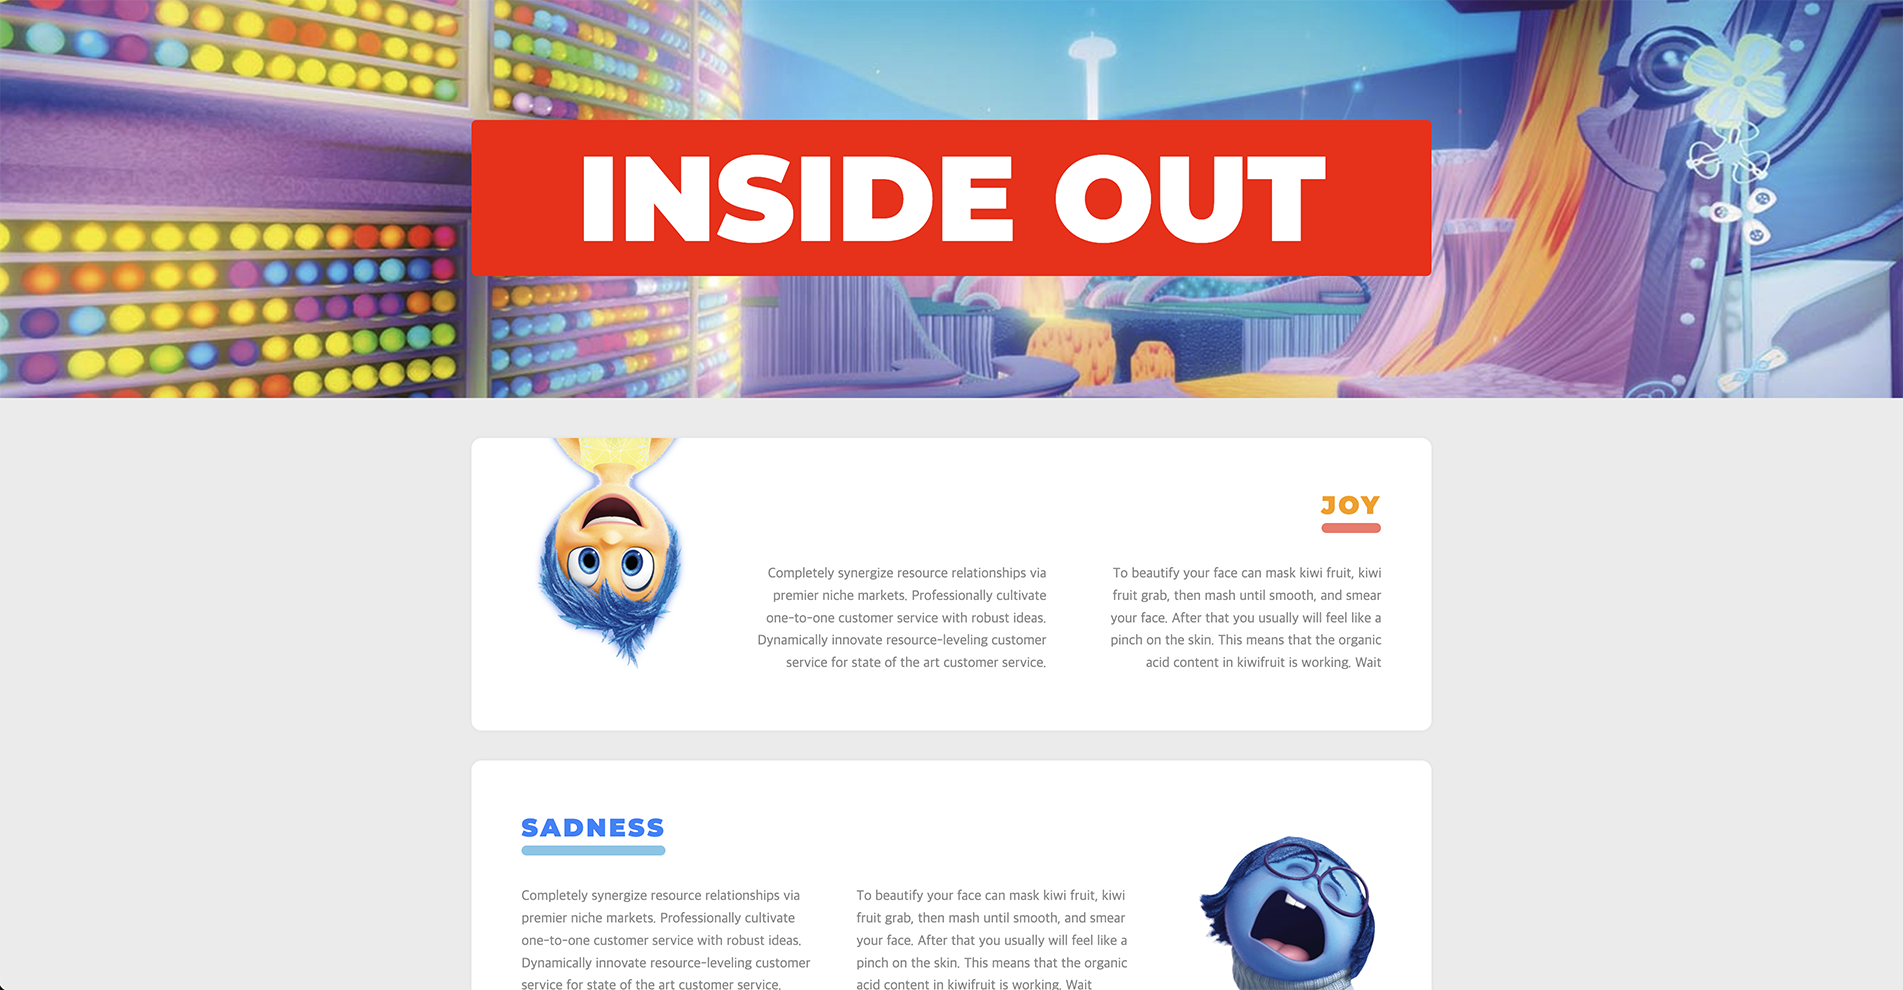 INSIDE OUT
JOY
Completely synergize resource relationships via
premier niche markets. Professionally cultivate
one-to-one customer service with robust ideas.
Dynamically innovate resource-leveling customer
service for state of the art customer service.
To beautify your face can mask kiwi fruit, kiwi
fruit grab, then mash until smooth, and smear
your face. After that you usually will feel like a
pinch on the skin. This means that the organic
acid content in kiwifruit is working. Wait
SADNESS
Completely synergize resource relationships via
premier niche markets. Professionally cultivate
one-to-one customer service with robust ideas.
Dynamically innovate resource-leveling customer
service for state of the art customer service.
To beautify your face can mask kiwi fruit, kiwi
fruit grab, then mash until smooth, and smear
your face. After that you usually will feel like a
pinch on the skin. This means that the organic
acid content in kiwifruit is working. Wait